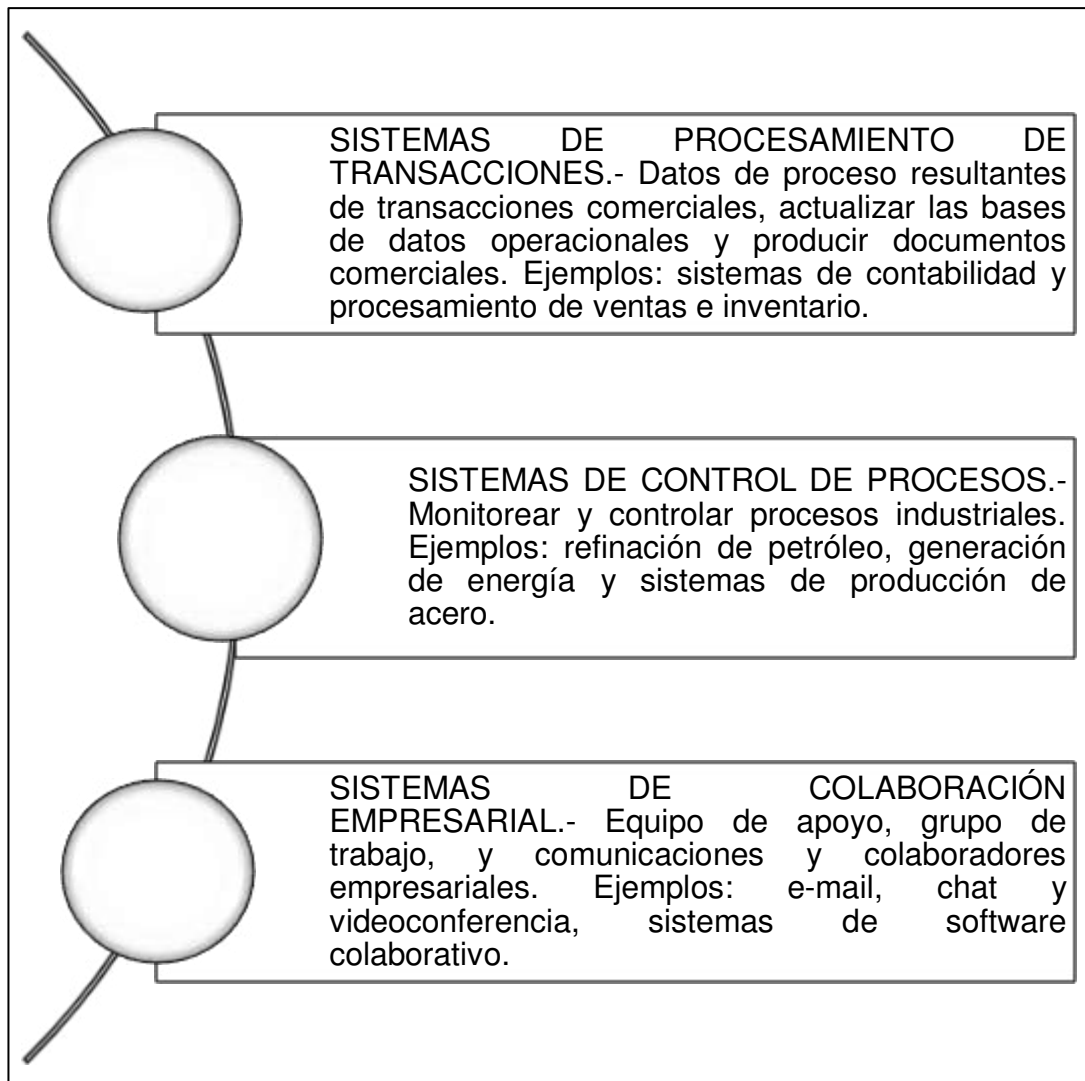 SISTEMAS DE PROCESAMIENTO DE
TRANSACCIONES.- Datos de proceso resultantes
de transacciones comerciales, actualizar las bases
de datos operacionales y producir documentos
comerciales. Ejemplos: sistemas de contabilidad y
procesamiento de ventas e inventario.
SISTEMAS DE CONTROL DE PROCESOS.-
Monitorear y controlar procesos industriales.
Ejemplos: refinación de petróleo, generación
de energía y sistemas de producción de
acero.
SISTEMAS DE COLABORACIÓN
EMPRESARIAL.- Equipo de apoyo, grupo de
trabajo, y comunicaciones y colaboradores
empresariales. Ejemplos: e-mail, chat y
videoconferencia, sistemas de software
colaborativo.